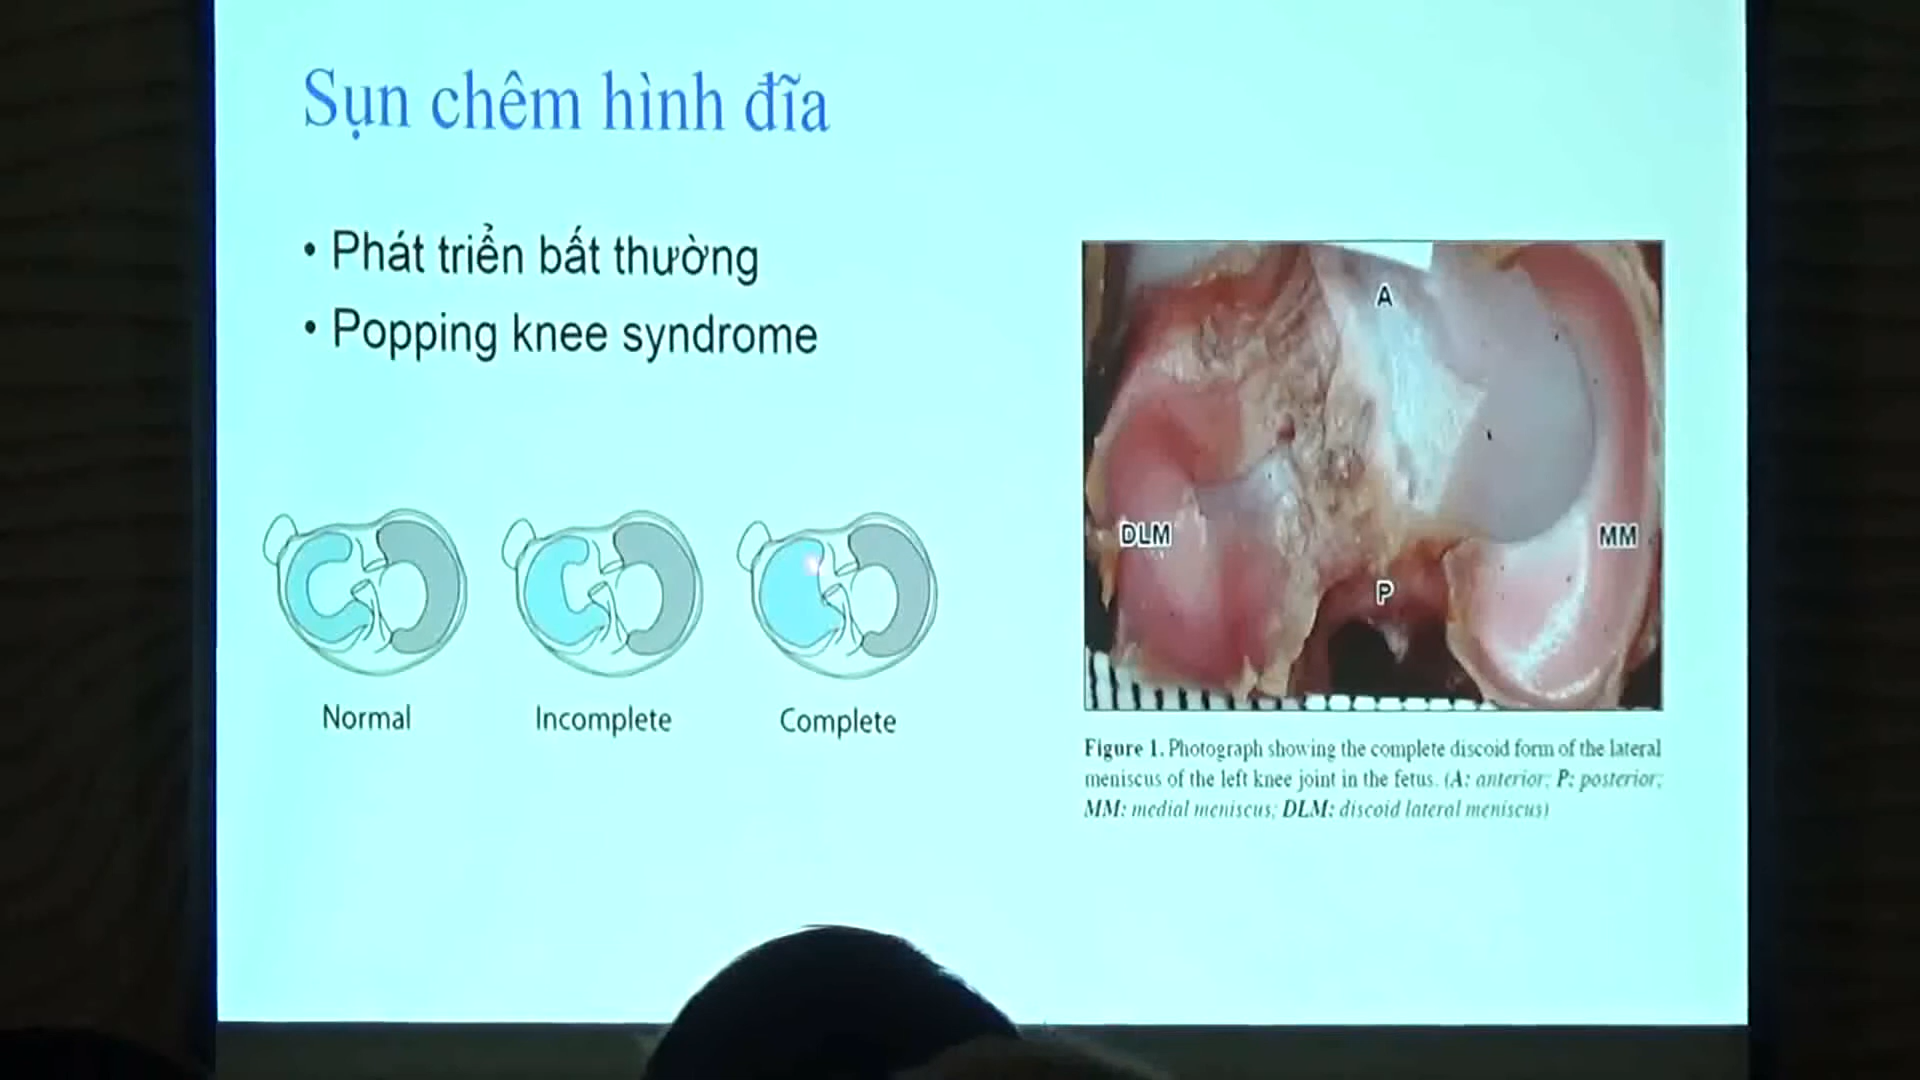 Sụn chêm hình đĩa
• Phát triển bất thường
• Popping knee syndrome
Normal
Incomplete
Complete
A
DLM
MM
P
Figure 1. Photograph showing the complete discoid form of the lateral
meniscus of the left knee joint in the fetus. (A: anterior; P: posterior;
MM: medial meniscus; DLM: discoid lateral meniscus)